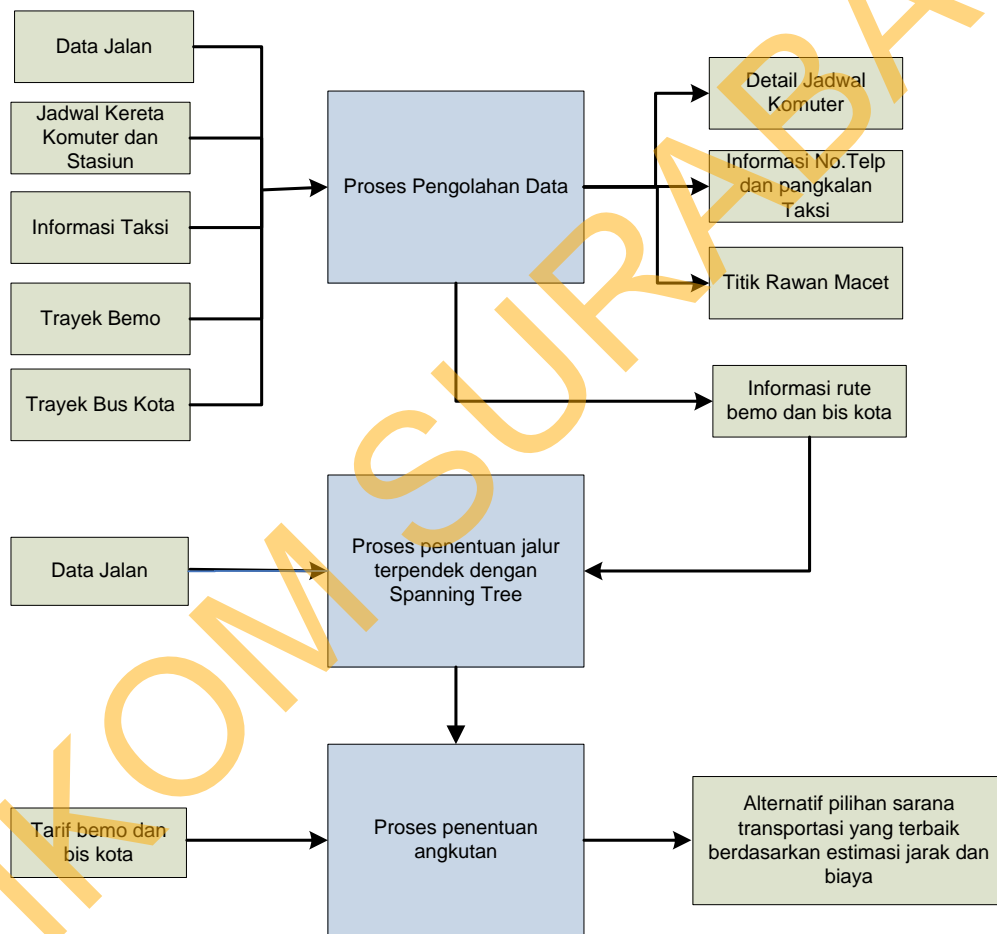 Data Jalan
Jadwal Kereta
Komuter dan
Stasiun
Informasi Taksi
Trayek Bemo
Trayek Bus Kota
Proses Pengolahan Data
Detail Jadwal
Komuter
Informasi No.Telp
dan pangkalan
Taksi
Titik Rawan Macet
Informasi rute
bemo dan bis kota
Data Jalan
Proses penentuan jalur
terpendek dengan
Spanning Tree
Tarif bemo dan
bis kota
Proses penentuan
angkutan
Alternatif pilihan sarana
transportasi yang terbaik
berdasarkan estimasi jarak dan
biaya
IKOM SURABA